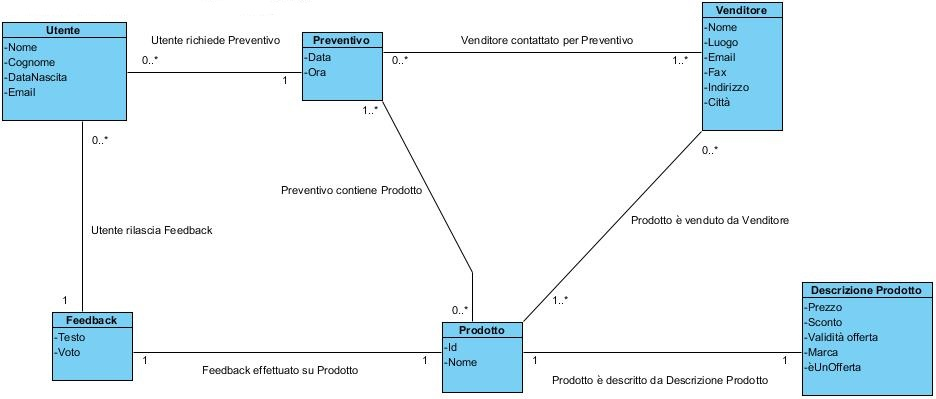 Utente
-Nome
-Cognome
-DataNascita
-Email
Utente richiede Preventivo
0..*
1
Preventivo
-Data
-Ora
Venditore contattato per Preventivo
0..*
1..*
Venditore
-Nome
-Luogo
-Email
-Fax
-Indirizzo
-Città
0..*
Utente rilascia Feedback
1
1..*
Preventivo contiene Prodotto
0..*
0..*
Prodotto è venduto da Venditore
1..*
Feedback
-Testo
-Voto
1
Feedback effettuato su Prodotto
1
Prodotto
-Id
-Nome
1
Prodotto è descritto da Descrizione Prodotto
1
Descrizione Prodotto
-Prezzo
-Sconto
-Validità offerta
-Marca
-èUnOfferta